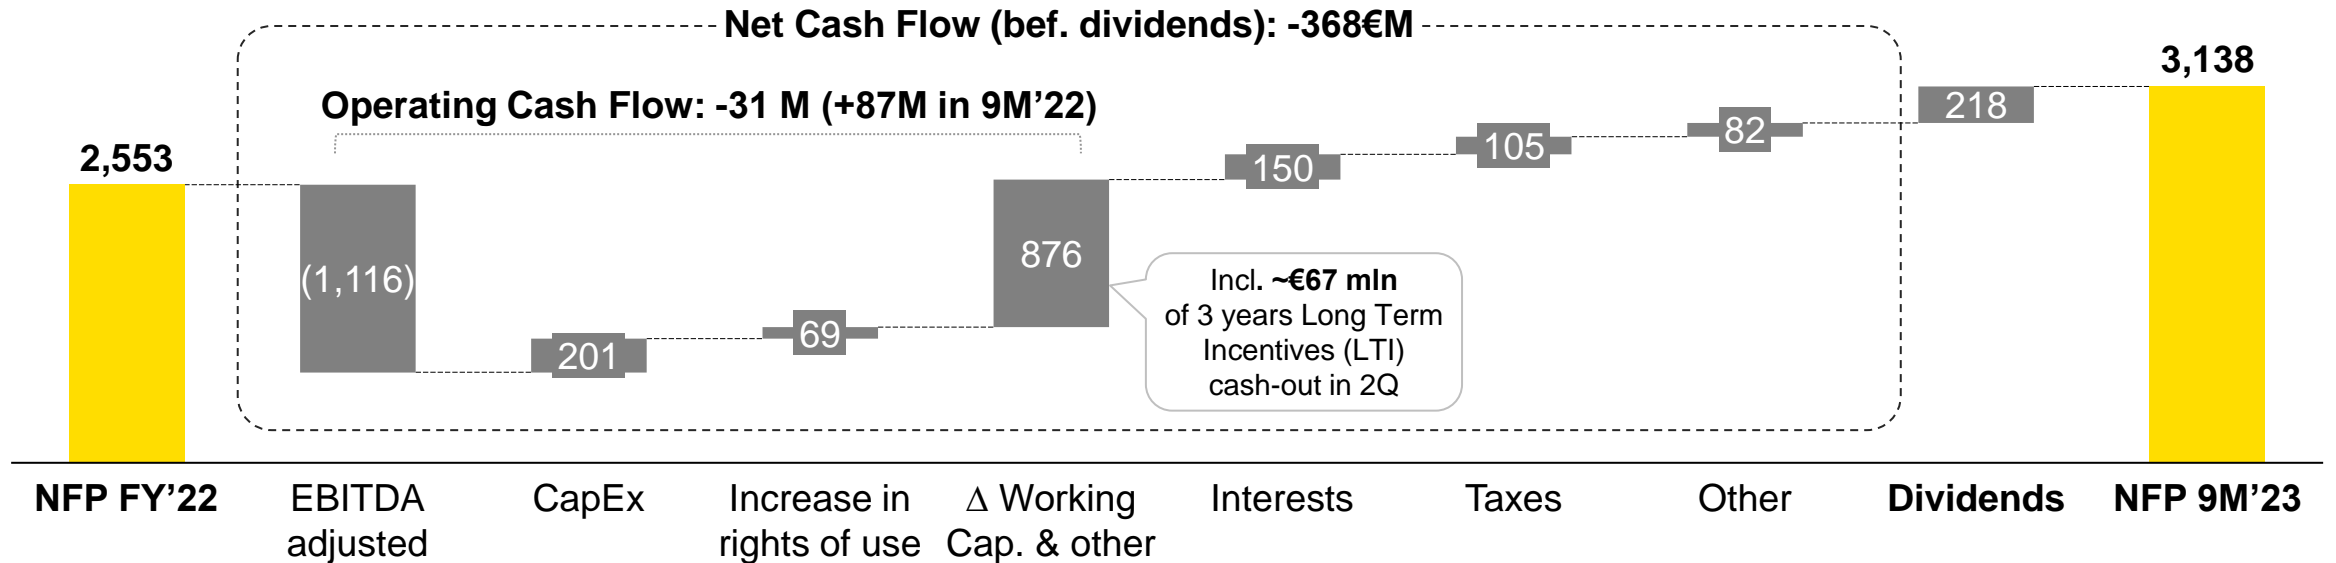 Net Cash Flow (bef. dividends): -368€M
Operating Cash Flow: -31 M (+87M in 9M’22)
2,553
(1,116)
201
69
876
150
105
82
218
3,138
Incl. ~€67 mln
of 3 years Long Term
Incentives (LTI)
cash-out in 2Q
NFP FY’22
EBITDA
adjusted
CapEx
Increase in
rights of use
Δ Working
Cap. & other
Interests
Taxes
Other
Dividends
NFP 9M’23